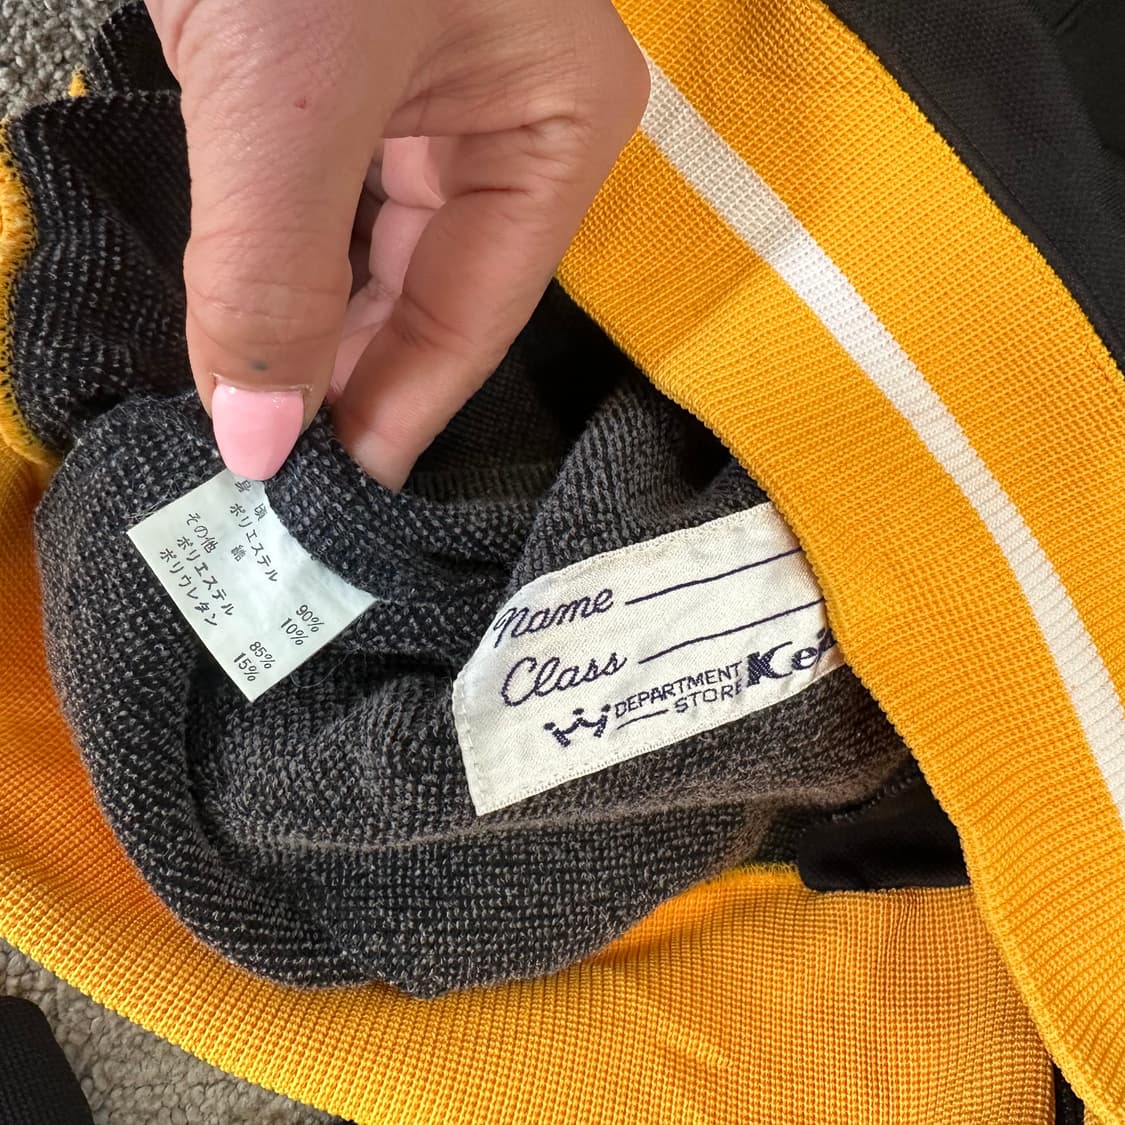 身頃
ポリエステル 90%
綿 10%
その他
ポリエステル 85%
ポリウレタン 15%
Name
Class
DEPARTMENT
STORE
Kei